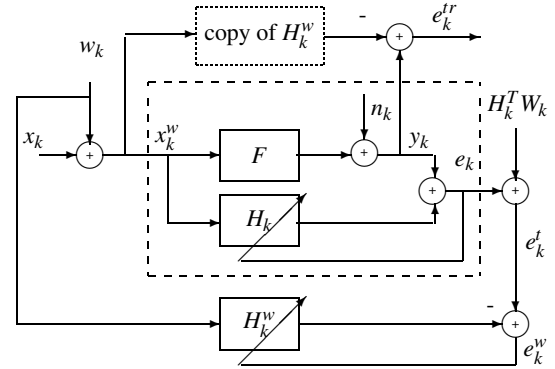 copy of $H_k^w$
-
$e_k^{tr}$
+
$w_k$
$n_k$
$H_k^T W_k$
$x_k$
$x_k^w$
$y_k$
+
F
+
$e_k$
+
+
$H_k$
$e_k^t$
$H_k^w$
-
+
$e_k^w$